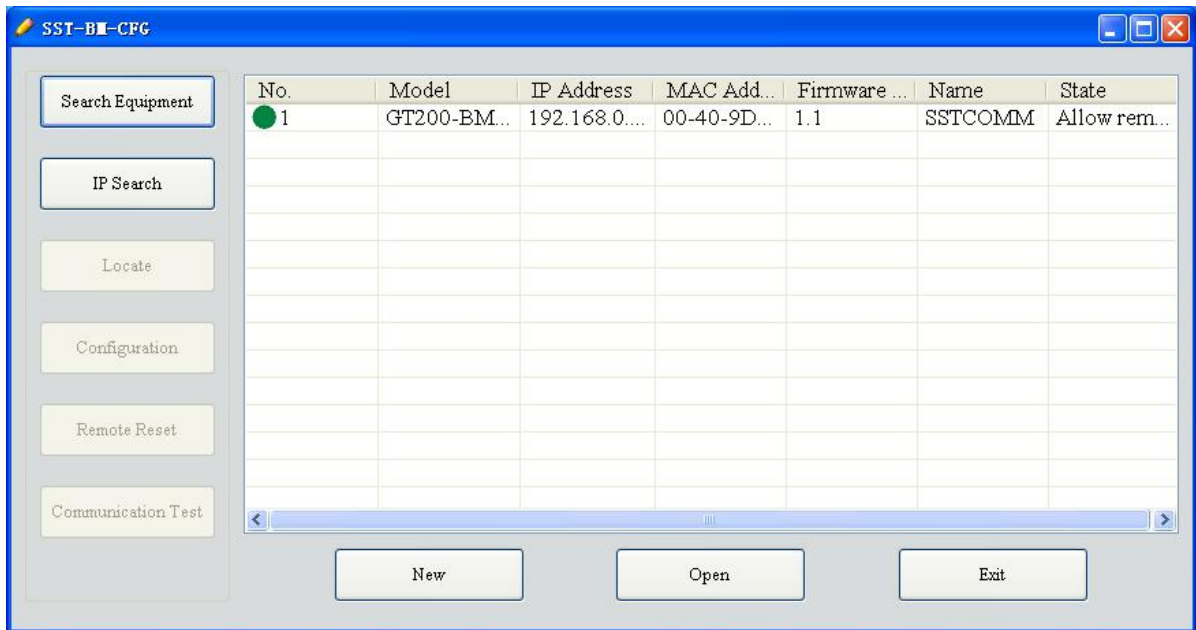 SST-BM-CFG
Search Equipment
IP Search
Locate
Configuration
Remote Reset
Communication Test
No. Model IP Address MAC Add... Firmware ... Name State
1 GT200-BM... 192.168.0.... 00-40-9D... 1.1 SSTCOMM Allow rem...
New Open Exit